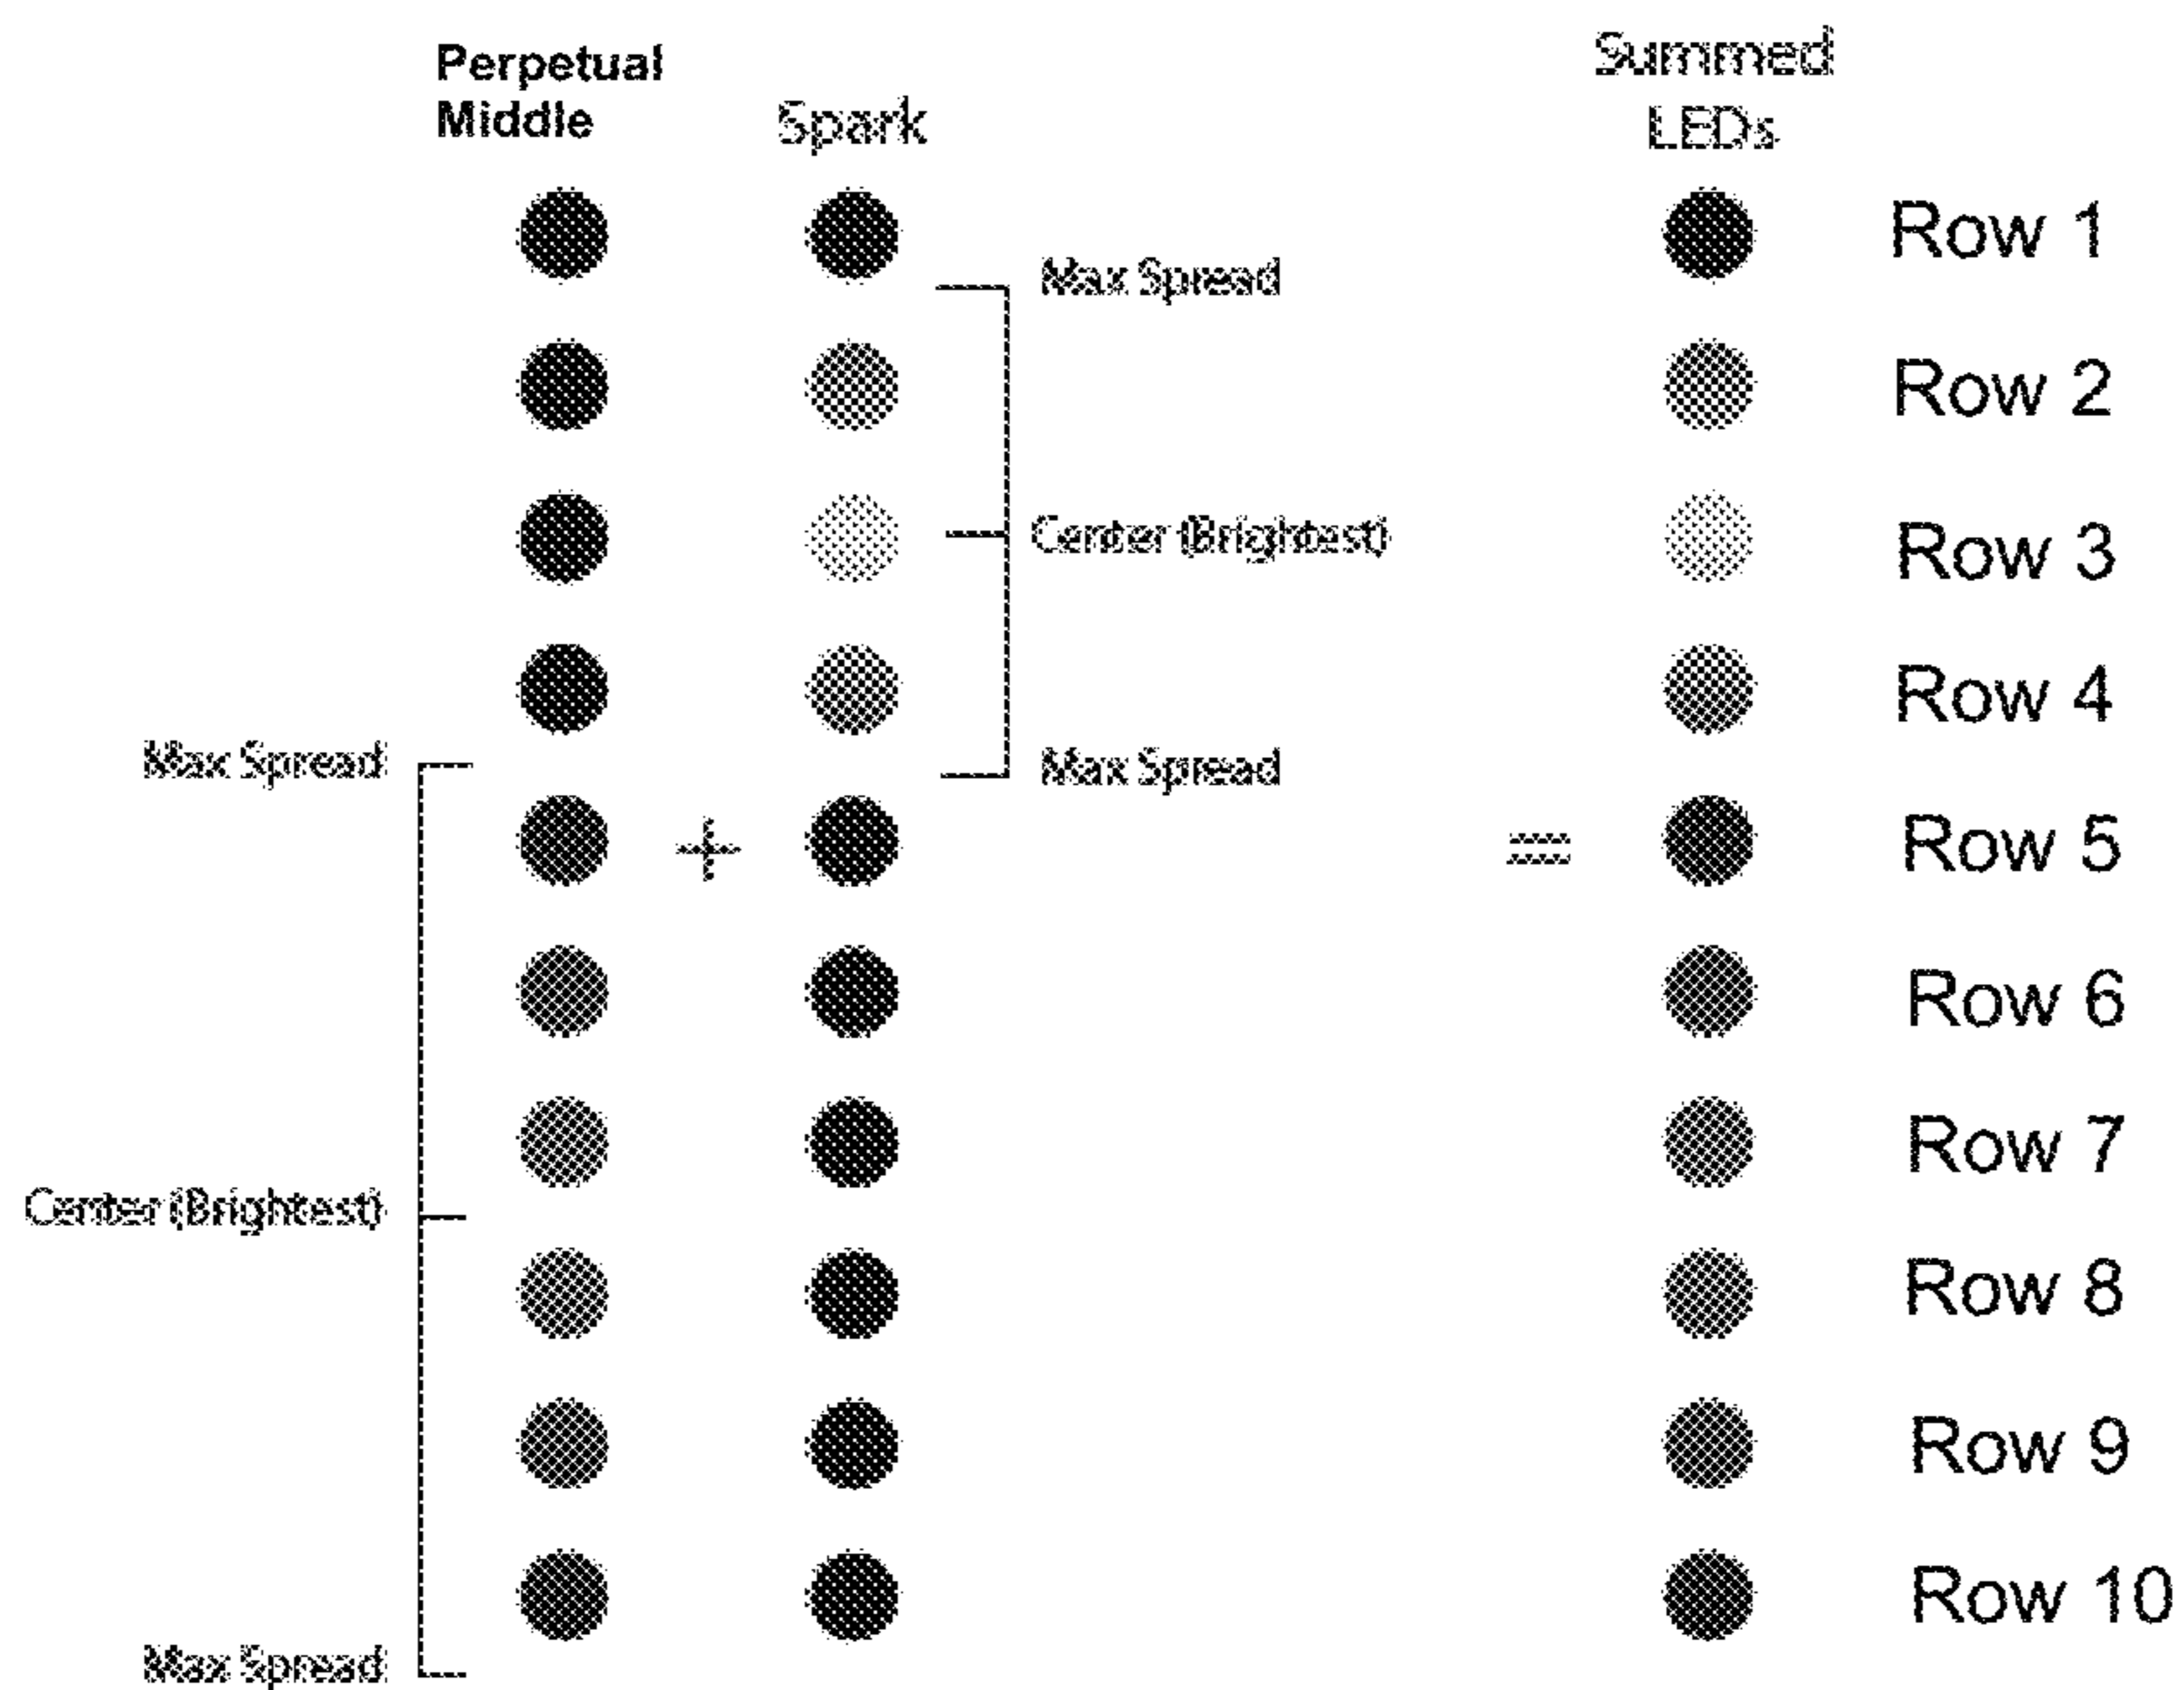 Perpetual
Middle
Spark
Summed
LEDs
Row 1
Max Spread
Row 2
Center (Brightest)
Row 3
Row 4
Max Spread
Max Spread
+
=
Row 5
Row 6
Row 7
Center (Brightest)
Row 8
Row 9
Row 10
Max Spread